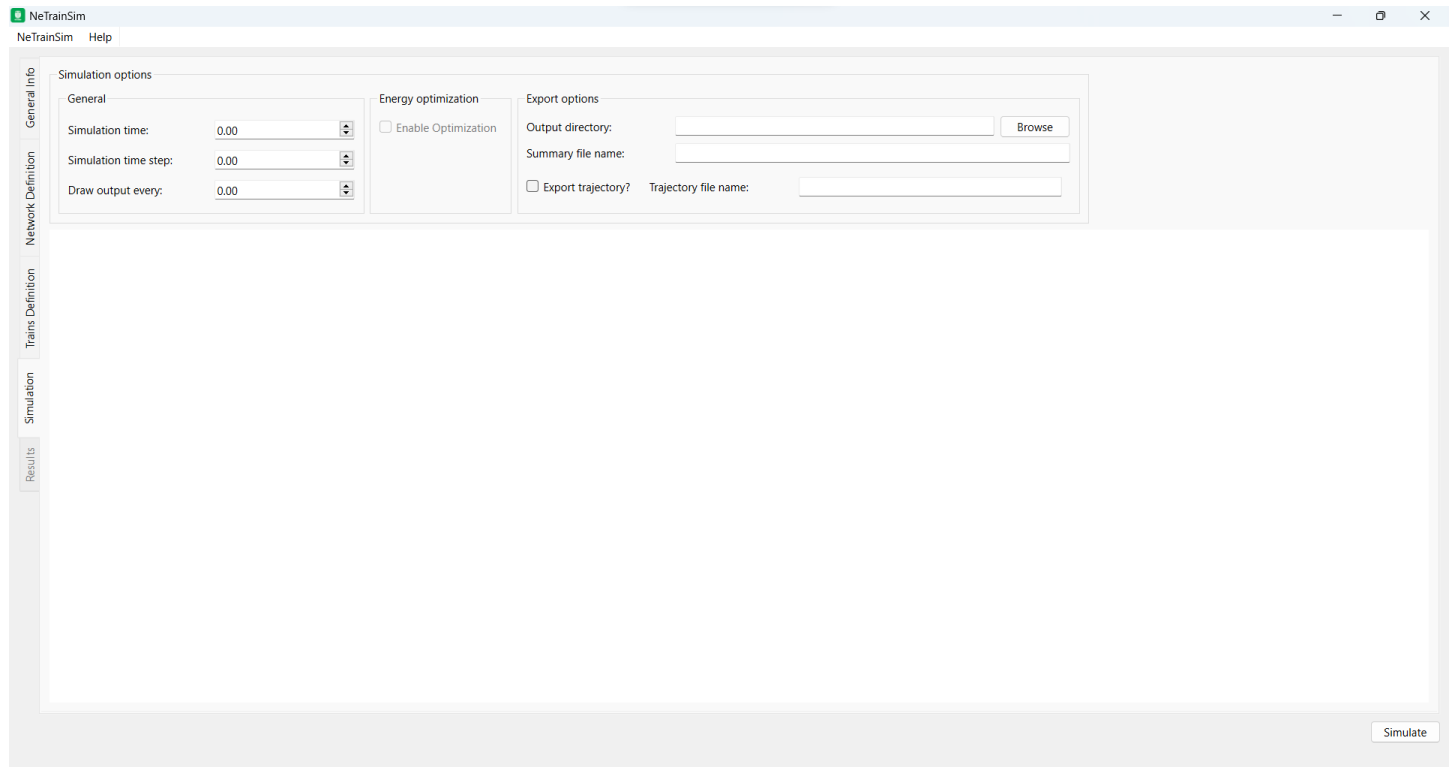 NeTrainSim
NeTrainSim Help
General Info
Network Definition
Trains Definition
Simulation
Results
Simulation options
General
Simulation time: 0.00
Simulation time step: 0.00
Draw output every: 0.00
Energy optimization
Enable Optimization
Export options
Output directory: Browse
Summary file name:
Export trajectory? Trajectory file name:
Simulate